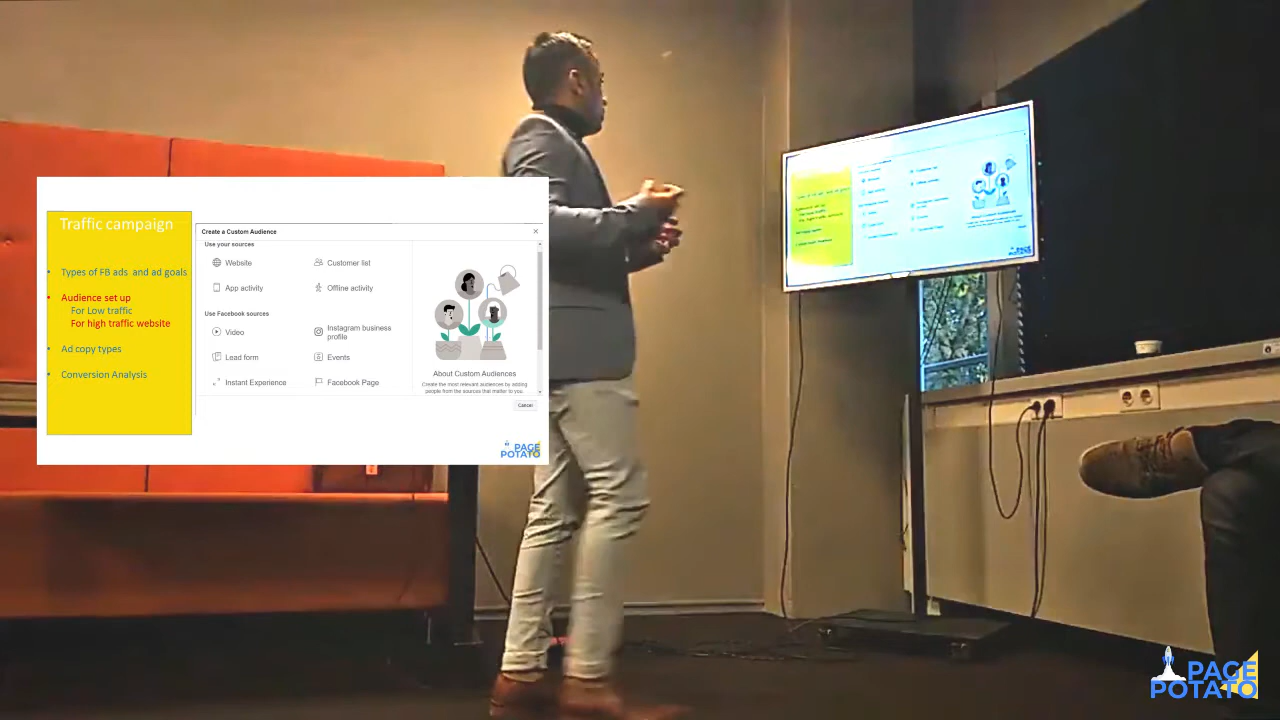 Traffic campaign
• Types of FB ads and ad goals
• Audience set up
For Low traffic
For high traffic website
• Ad copy types
• Conversion Analysis
Create a Custom Audience
Use your sources
Website
Customer list
App activity
Offline activity
Use Facebook sources
Video
Instagram business
profile
Lead form
Events
Instant Experience
Facebook Page
About Custom Audiences
Create the most relevant audiences by adding
people from the sources that matter to you.
Cancel
PAGE
POTATO
PAGE
POTATO